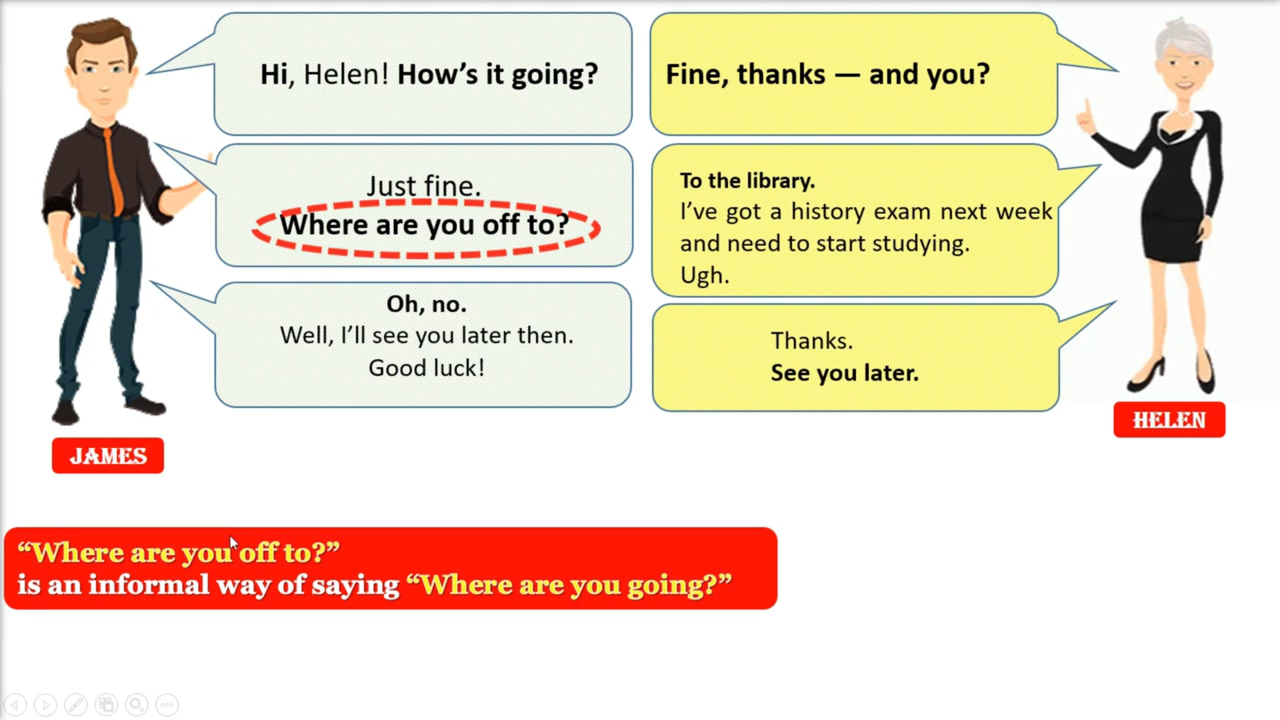 Hi, Helen! How’s it going?
Fine, thanks — and you?
Just fine.
Where are you off to?
To the library.
I’ve got a history exam next week
and need to start studying.
Ugh.
Oh, no.
Well, I’ll see you later then.
Good luck!
Thanks.
See you later.
JAMES
HELEN
“Where are you off to?”
is an informal way of saying “Where are you going?”